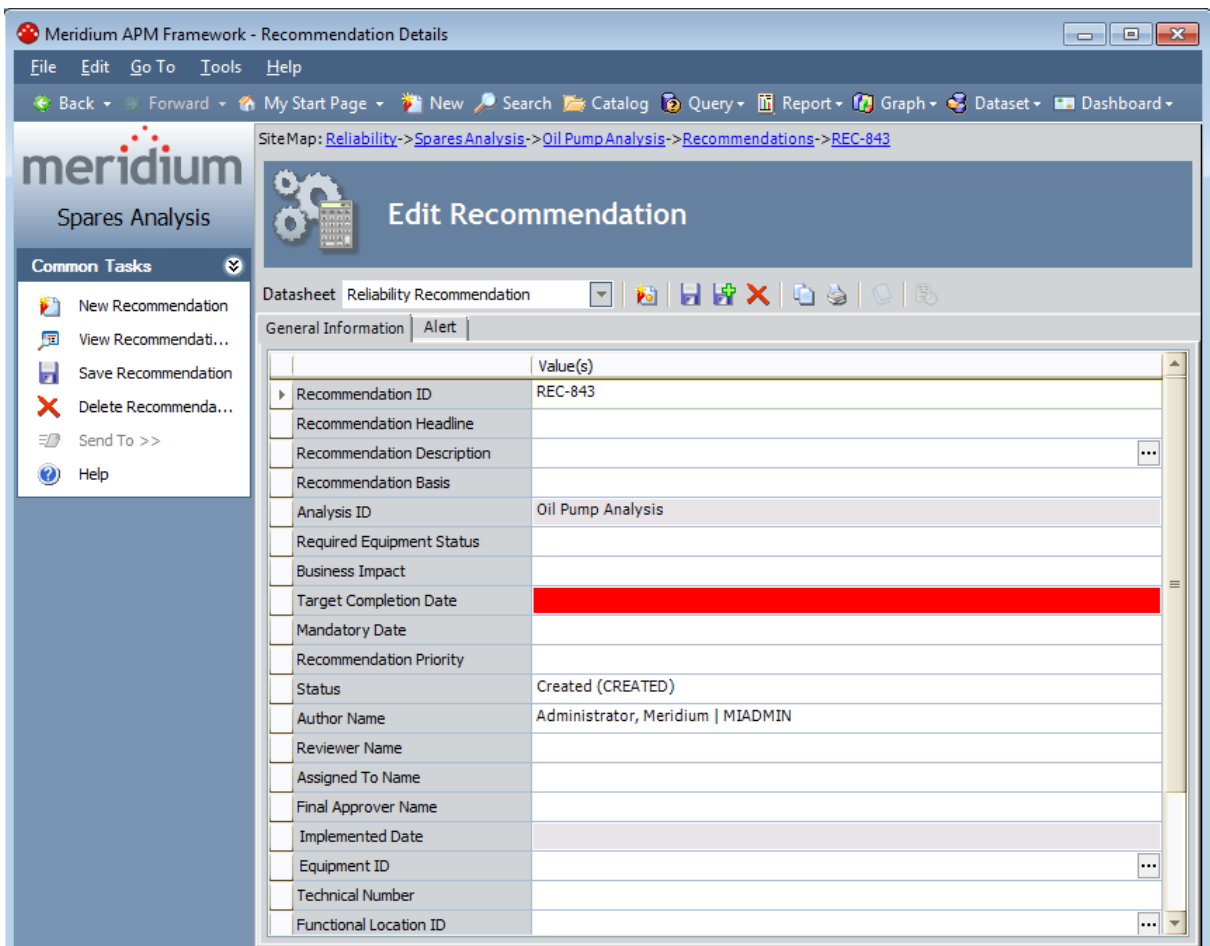 Meridium APM Framework - Recommendation Details
File Edit Go To Tools Help
Back Forward My Start Page New Search Catalog Query Report Graph Dataset Dashboard
meridium
Spares Analysis
Common Tasks
New Recommendation
View Recommendati...
Save Recommendation
Delete Recommenda...
Send To >>
Help
SiteMap: Reliability->Spares Analysis->Oil Pump Analysis->Recommendations->REC-843
Edit Recommendation
Datasheet Reliability Recommendation
General Information Alert
Value(s)
Recommendation ID REC-843
Recommendation Headline
Recommendation Description ...
Recommendation Basis
Analysis ID Oil Pump Analysis
Required Equipment Status
Business Impact
Target Completion Date
Mandatory Date
Recommendation Priority
Status Created (CREATED)
Author Name Administrator, Meridium | MIADMIN
Reviewer Name
Assigned To Name
Final Approver Name
Implemented Date
Equipment ID ...
Technical Number
Functional Location ID ...